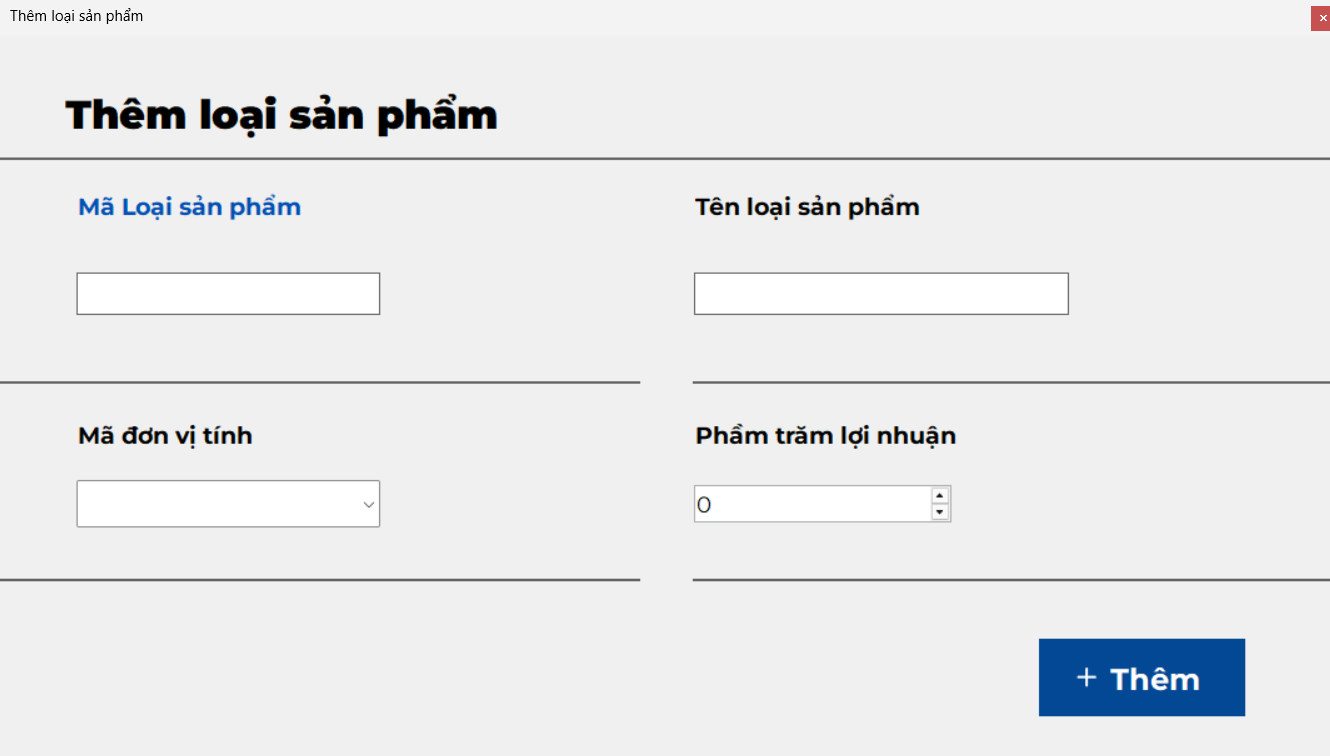 Thêm loại sản phẩm
Thêm loại sản phẩm
Mã Loại sản phẩm
Tên loại sản phẩm
Mã đơn vị tính
Phầm trăm lợi nhuận
0
+ Thêm